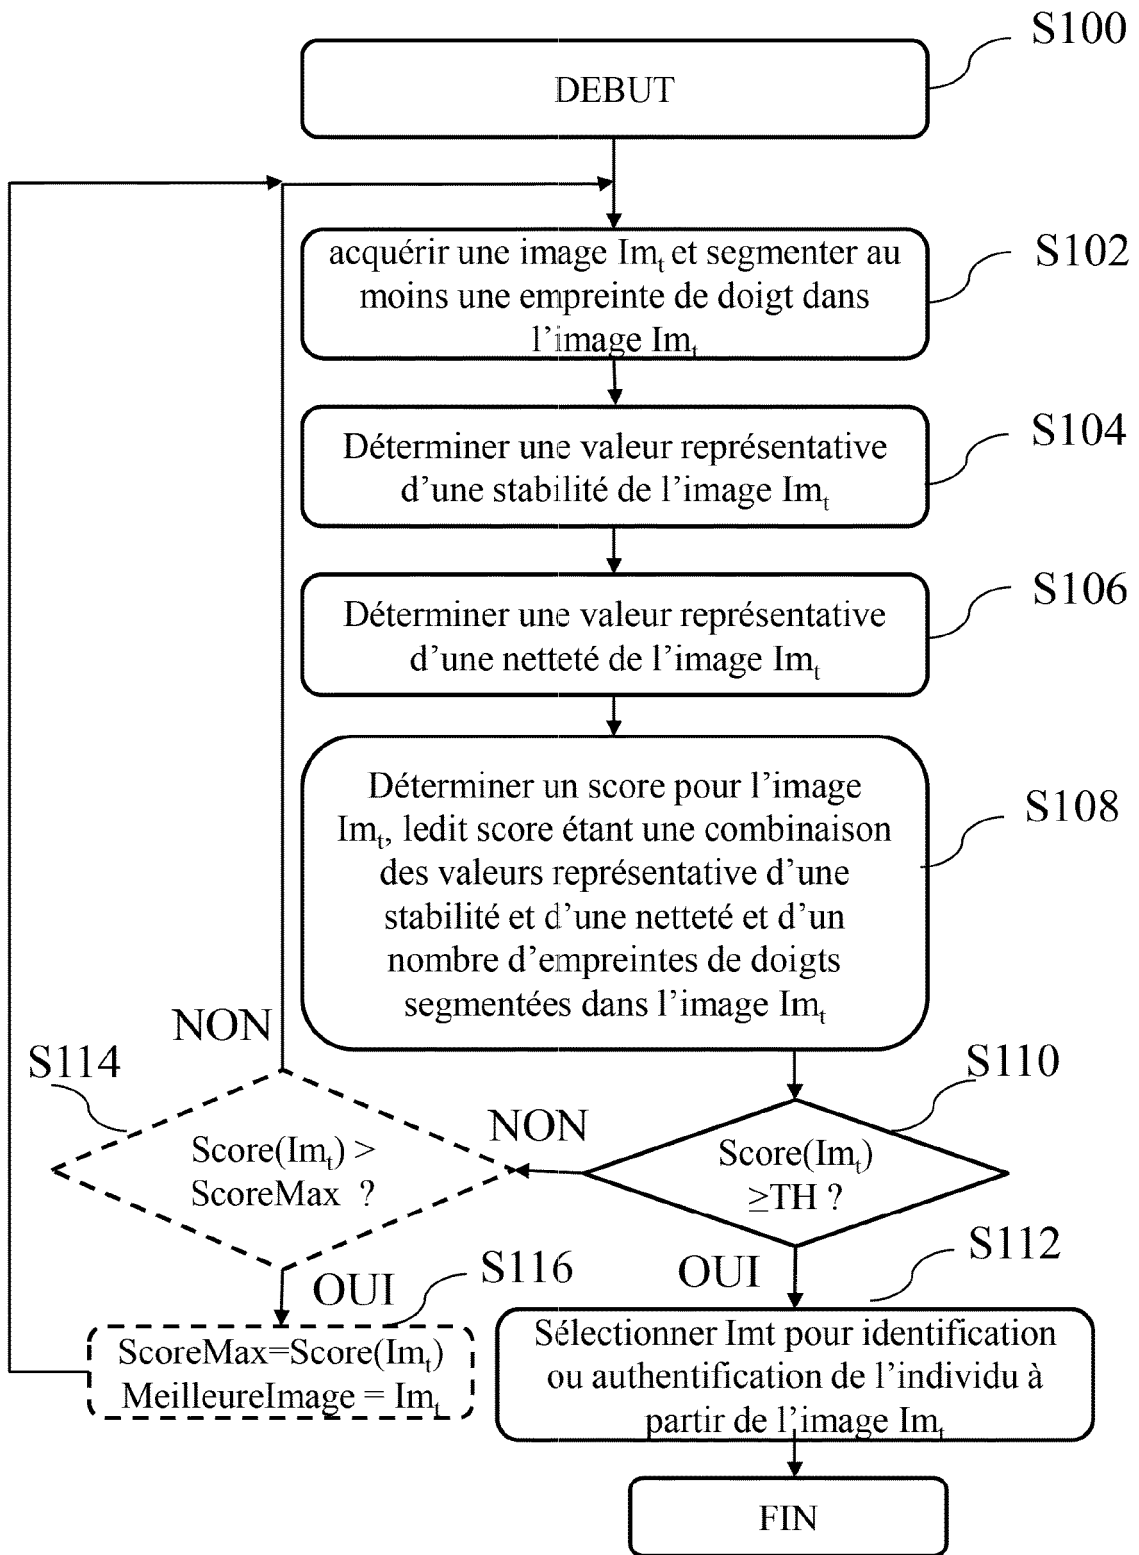 S100
DEBUT
S102
acquérir une image Imt et segmenter au
moins une empreinte de doigt dans
l’image Imt
S104
Déterminer une valeur représentative
d’une stabilité de l’image Imt
S106
Déterminer une valeur représentative
d’une netteté de l’image Imt
S108
Déterminer un score pour l’image
Imt, ledit score étant une combinaison
des valeurs représentative d’une
stabilité et d’une netteté et d’un
nombre d’empreintes de doigts
segmentées dans l’image Imt
NON
S114
S110
NON
Score(Imt) >
ScoreMax ?
Score(Imt)
≥TH ?
S112
S116
OUI
OUI
ScoreMax=Score(Imt)
MeilleureImage = Imt
Sélectionner Imt pour identification
ou authentification de l’individu à
partir de l’image Imt
FIN